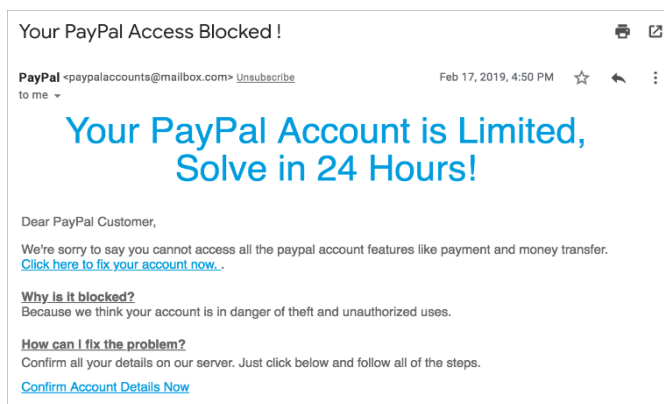 Your PayPal Access Blocked !
PayPal <paypalaccounts@mailbox.com> Unsubscribe
Feb 17, 2019, 4:50 PM
to me
Your PayPal Account is Limited,
Solve in 24 Hours!
Dear PayPal Customer,
We're sorry to say you cannot access all the paypal account features like payment and money transfer.
Click here to fix your account now. .
Why is it blocked?
Because we think your account is in danger of theft and unauthorized uses.
How can I fix the problem?
Confirm all your details on our server. Just click below and follow all of the steps.
Confirm Account Details Now